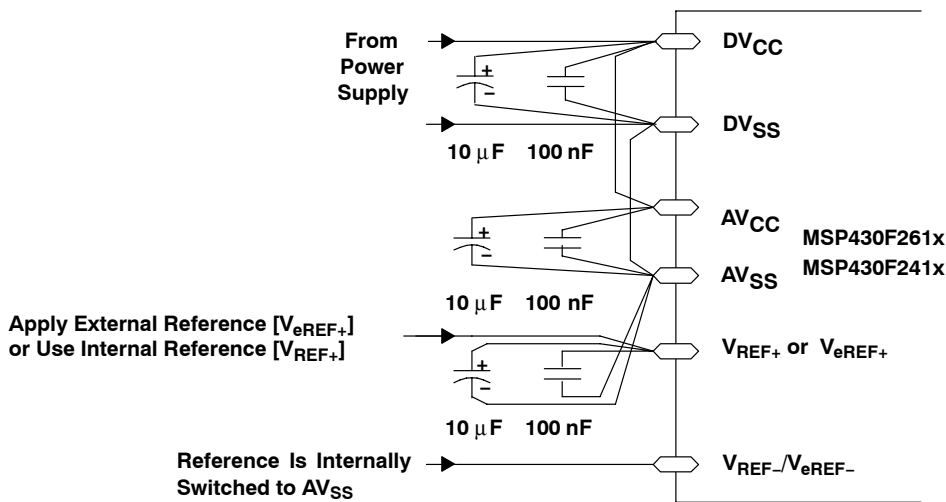 From
Power
Supply
+
−
10 μF 100 nF
DVCC
DVSS
+
−
10 μF 100 nF
AVCC
AVSS
MSP430F261x
MSP430F241x
Apply External Reference [VeREF+]
or Use Internal Reference [VREF+]
+
−
10 μF 100 nF
VREF+ or VeREF+
Reference Is Internally
Switched to AVSS
VREF−/VeREF−